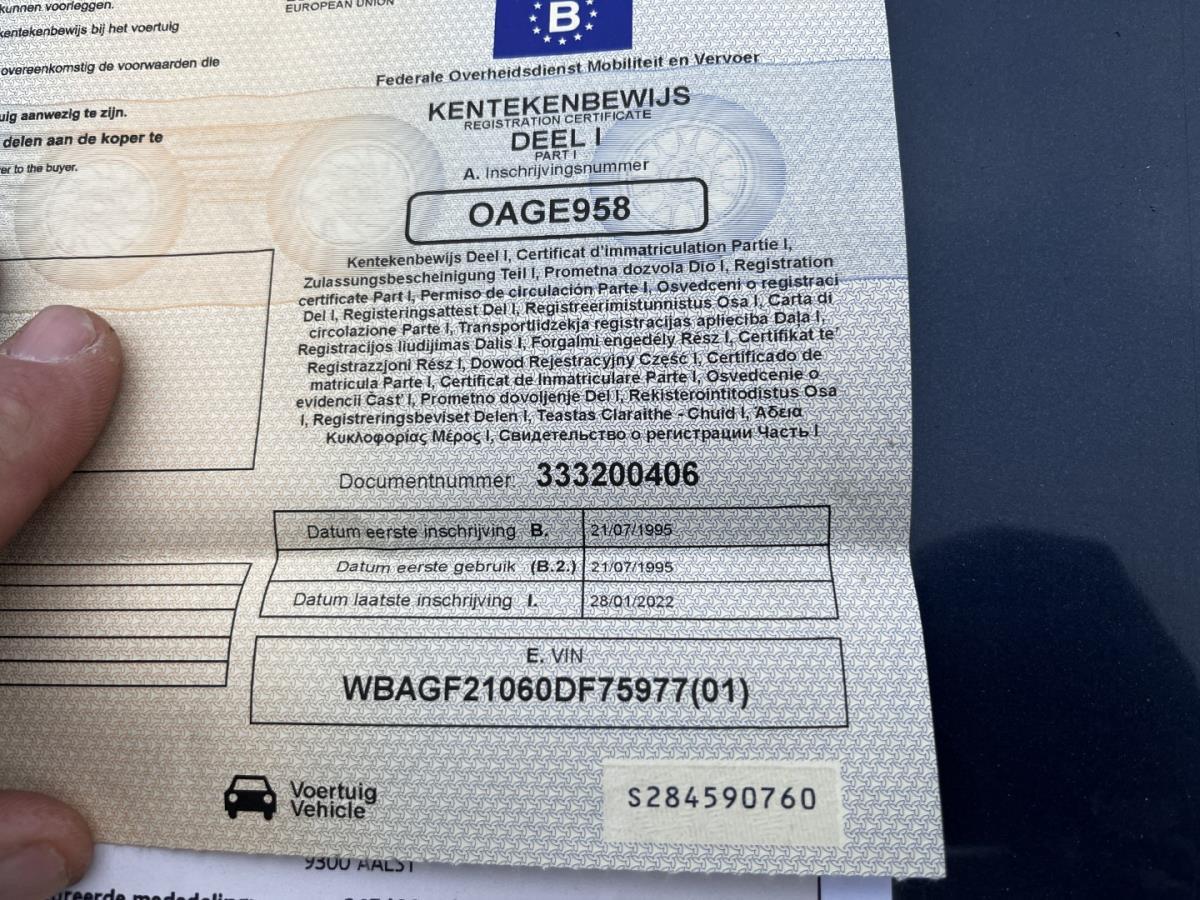 kunnen voorleggen.
kentekenbewijs bij het voertuig
overeenkomstig de voorwaarden die
aanwezig te zijn.
delen aan de koper te
to the buyer.
EUROPEAN UNION
B
Federale Overheidsdienst Mobiliteit en Vervoer
KENTEKENBEWIJS
REGISTRATION CERTIFICATE
DEEL I
PART I
A. Inschrijvingsnummer
OAGE958
Kentekenbewijs Deel I, Certificat d'immatriculation Partie I,
Zulassungsbescheinigung Teil I, Prometna dozvola Dio I, Registration
certificate Part I, Permiso de circulación Parte I, Osvedceni o registraci
Del I, Registeringsattest Del I, Registreerimistunnistus Osa I, Carta di
circolazione Parte I, Transportlidzekja registracijas aplieciba Daļa I,
Registracijos liudijimas Dalis I, Forgalmi engedély Rész I, Certifikat te'
Registrazzjoni Rész I, Dowod Rejestracyjny Część I, Certificado de
matricula Parte I, Certificat de Inmatriculare Parte I, Osvedcenie o
evidencii Časť I, Prometno dovoljenje Del I, Rekisterointitodistus Osa
I, Registreringsbeviset Delen I, Teastas Claraithe - Chuid I, Άδεια
Κυκλοφορίας Μέρος I, Свидетельство о регистрации Часть I
Documentnummer: 333200406
Datum eerste inschrijving B. 21/07/1995
Datum eerste gebruik (B.2.) 21/07/1995
Datum laatste inschrijving I. 28/01/2022
E. VIN
WBAGF21060DF75977(01)
Voertuig
Vehicle
S284590760
9300 AALST